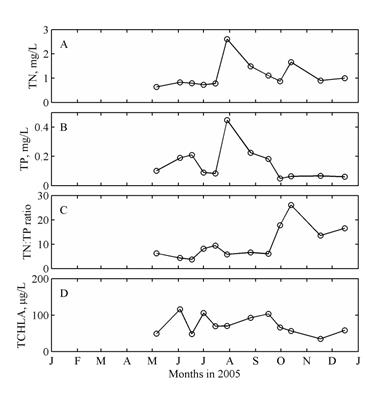 A
TN, mg/L
3
2
1
0
B
TP, mg/L
0.4
0.2
0
C
TN:TP ratio
30
20
10
0
D
TCHLA, µg/L
200
100
0
J F M A M J J A S O N D J
Months in 2005